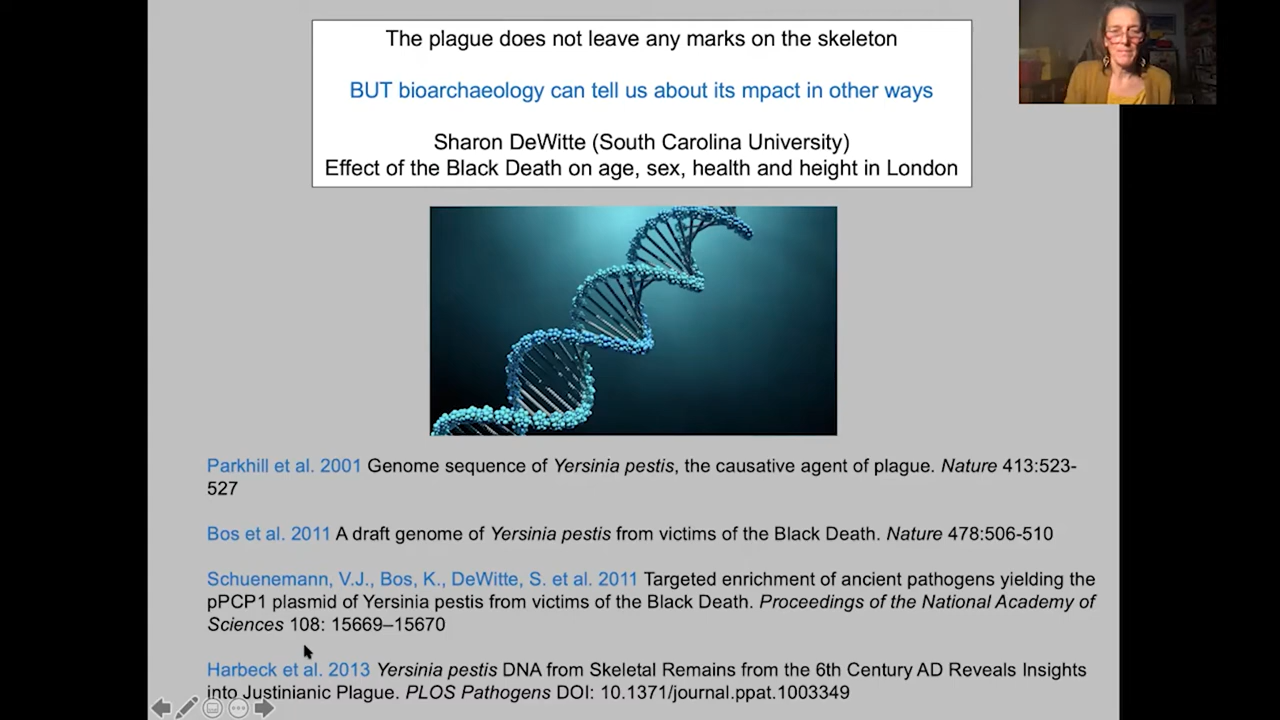 The plague does not leave any marks on the skeleton
BUT bioarchaeology can tell us about its mpact in other ways
Sharon DeWitte (South Carolina University)
Effect of the Black Death on age, sex, health and height in London
Parkhill et al. 2001 Genome sequence of Yersinia pestis, the causative agent of plague. Nature 413:523-
527
Bos et al. 2011 A draft genome of Yersinia pestis from victims of the Black Death. Nature 478:506-510
Schuenemann, V.J., Bos, K., DeWitte, S. et al. 2011 Targeted enrichment of ancient pathogens yielding the
pPCP1 plasmid of Yersinia pestis from victims of the Black Death. Proceedings of the National Academy of
Sciences 108: 15669–15670
Harbeck et al. 2013 Yersinia pestis DNA from Skeletal Remains from the 6th Century AD Reveals Insights
into Justinianic Plague. PLOS Pathogens DOI: 10.1371/journal.ppat.1003349